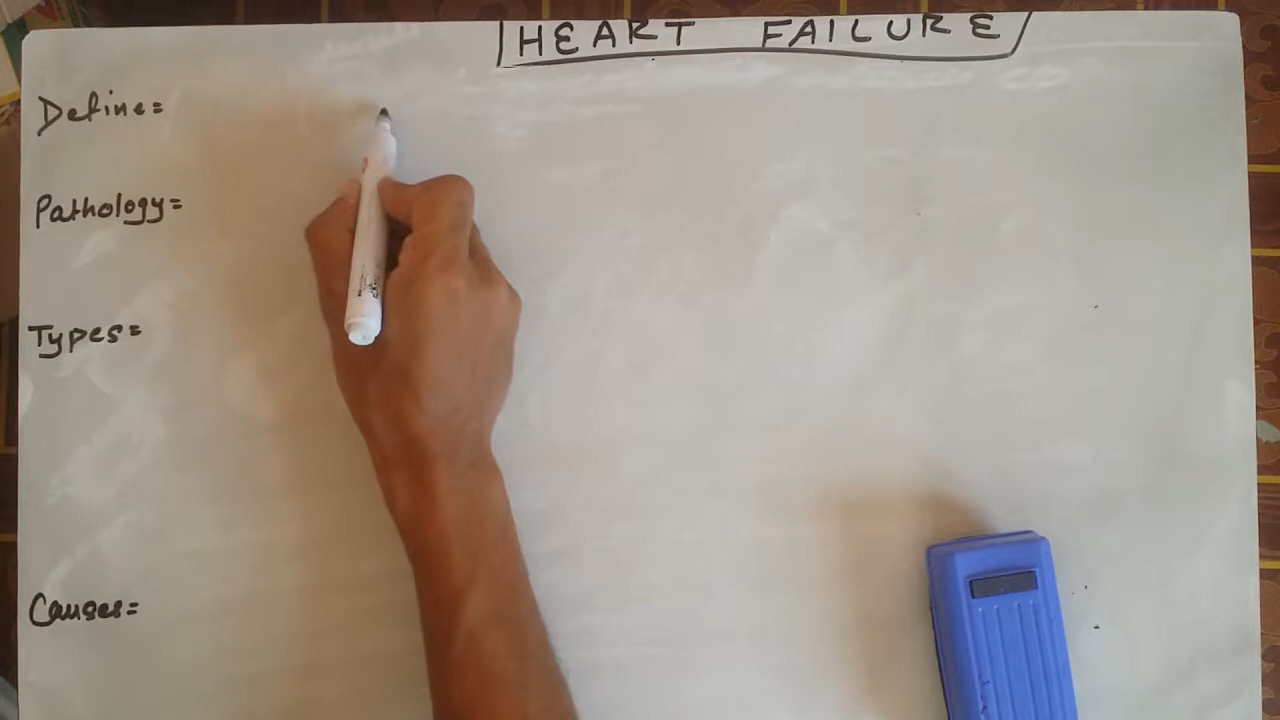 HEART FAILURE
Define=
Pathology=
Types=
Causes=